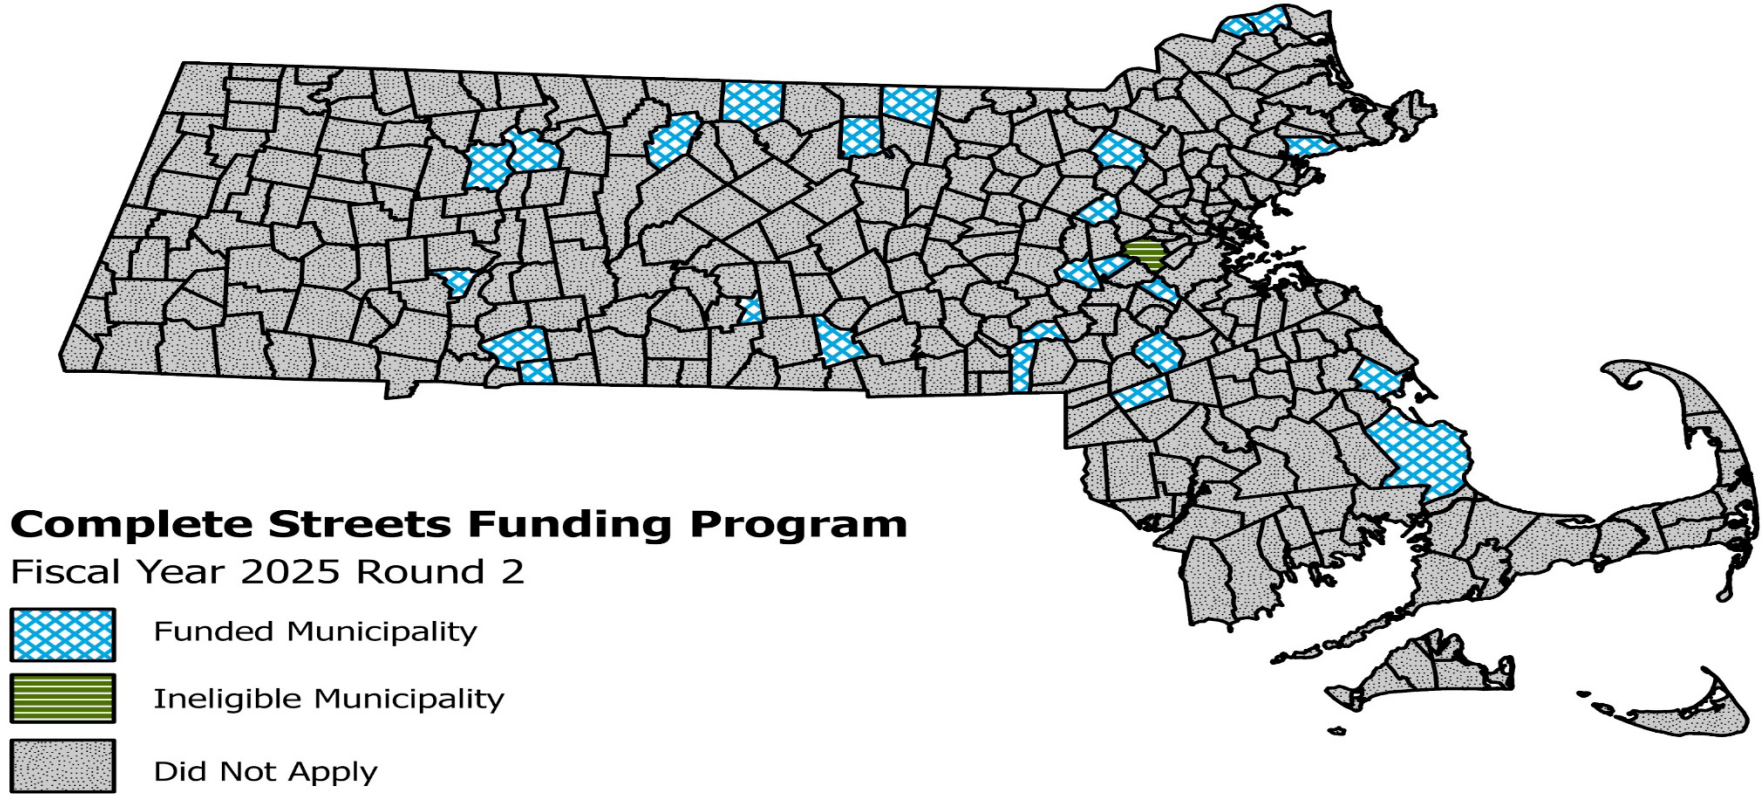 Complete Streets Funding Program
Fiscal Year 2025 Round 2
Funded Municipality
Ineligible Municipality
Did Not Apply